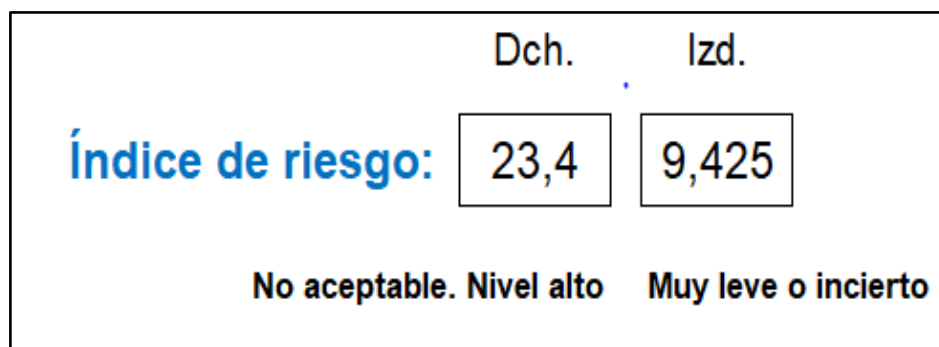 Dch. Izd.
Índice de riesgo: 23,4 9,425
No aceptable. Nivel alto Muy leve o incierto